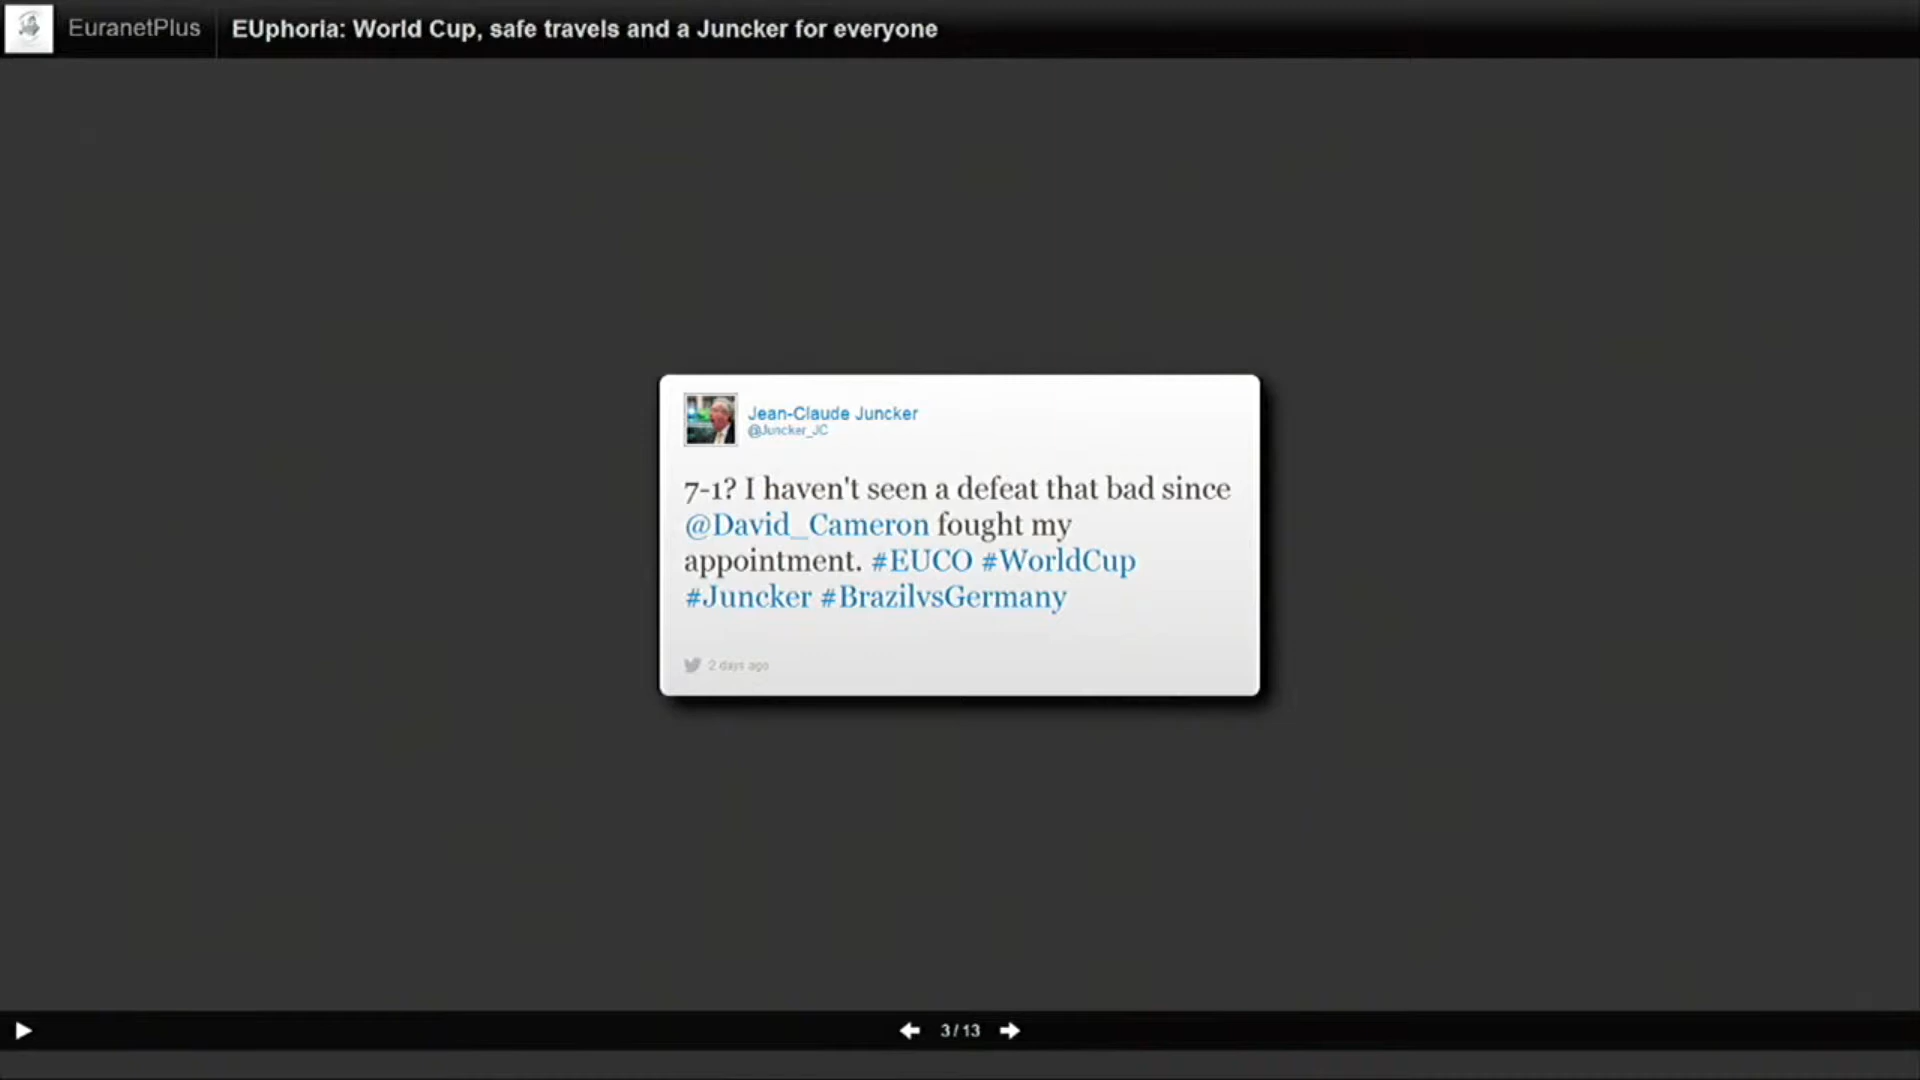 EuranetPlus
EUphoria: World Cup, safe travels and a Juncker for everyone
Jean-Claude Juncker
@Juncker_JC
7-1? I haven't seen a defeat that bad since
@David_Cameron fought my
appointment. #EUCO #WorldCup
#Juncker #BrazilvsGermany
2 days ago
3/13